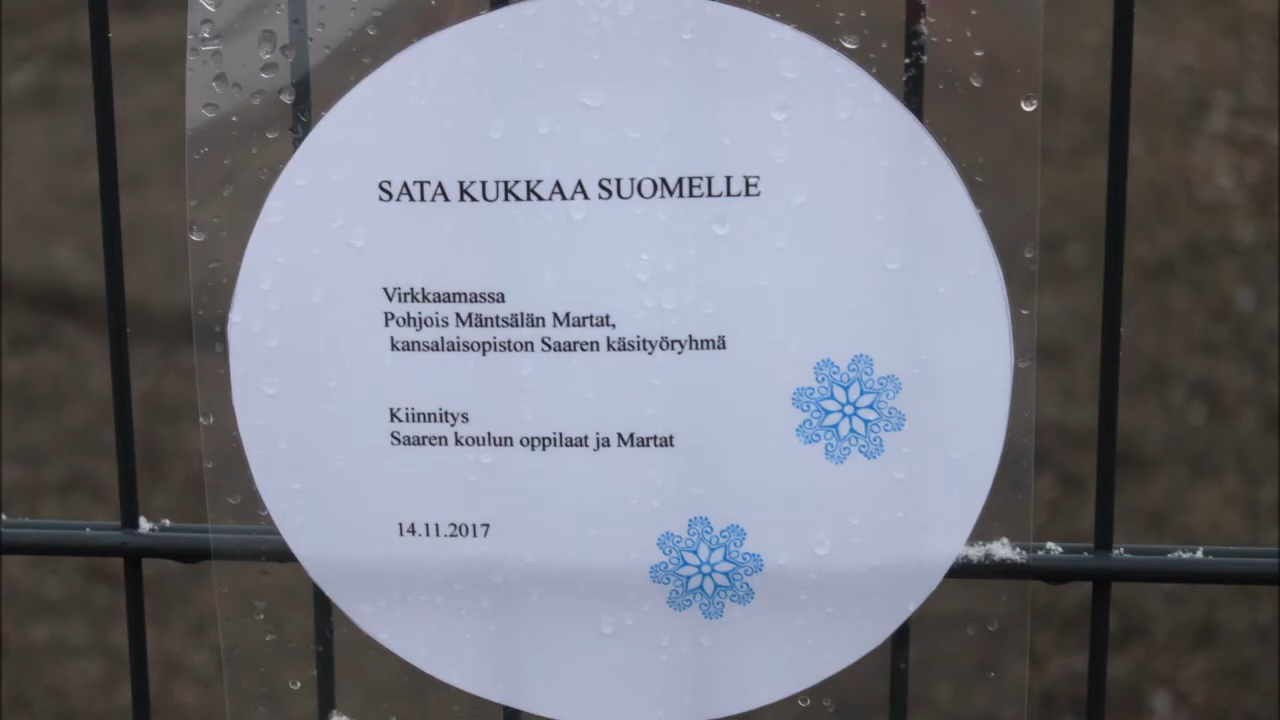 SATA KUKKAA SUOMELLE
Virkkaamassa
Pohjois Mäntsälän Martat,
kansalaisopiston Saaren käsityöryhmä
Kiinnitys
Saaren koulun oppilaat ja Martat
14.11.2017